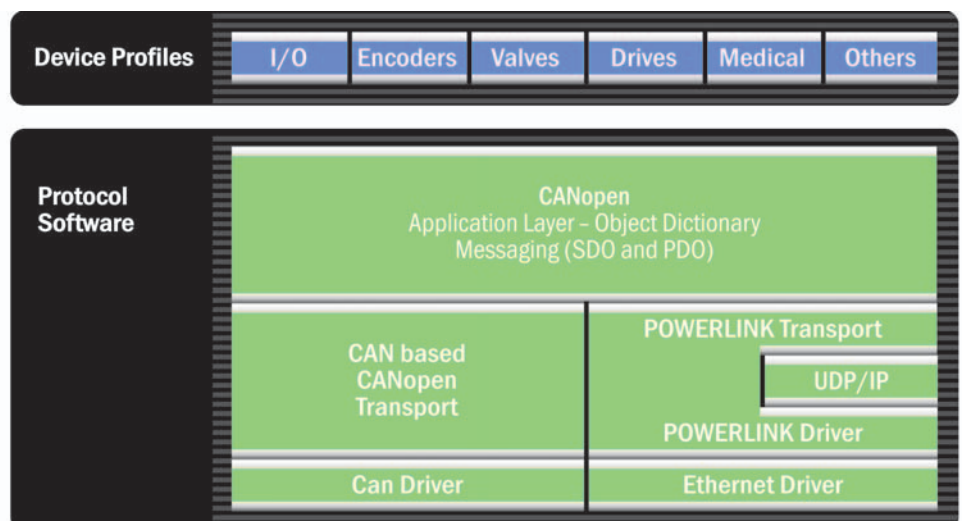 Device Profiles
I/O
Encoders
Valves
Drives
Medical
Others
Protocol
Software
CANopen
Application Layer – Object Dictionary
Messaging (SDO and PDO)
CAN based
CANopen
Transport
POWERLINK Transport
UDP/IP
POWERLINK Driver
Can Driver
Ethernet Driver